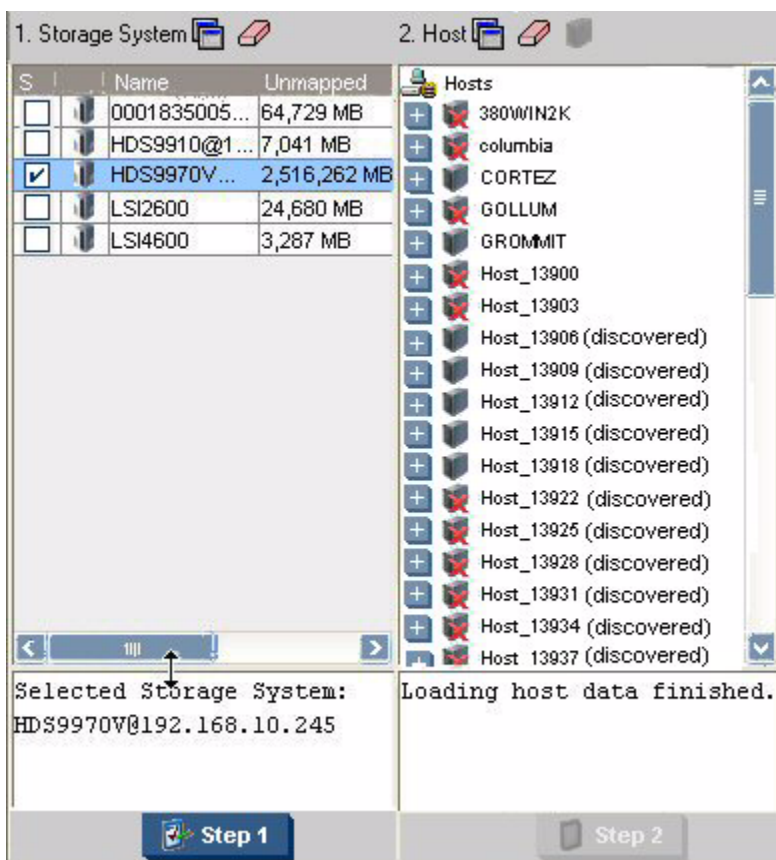 1. Storage System
S Name Unmapped
0001835005... 64,729 MB
HDS9910@1... 7,041 MB
HDS9970V... 2,516,262 MB
LSI2600 24,680 MB
LSI4600 3,287 MB
Selected Storage System:
HDS9970V@192.168.10.245
Step 1
2. Host
Hosts
380WIN2K
columbia
CORTEZ
GOLLUM
GROMMIT
Host_13900
Host_13903
Host_13906 (discovered)
Host_13909 (discovered)
Host_13912 (discovered)
Host_13915 (discovered)
Host_13918 (discovered)
Host_13922 (discovered)
Host_13925 (discovered)
Host_13928 (discovered)
Host_13931 (discovered)
Host_13934 (discovered)
Host_13937 (discovered)
Loading host data finished.
Step 2